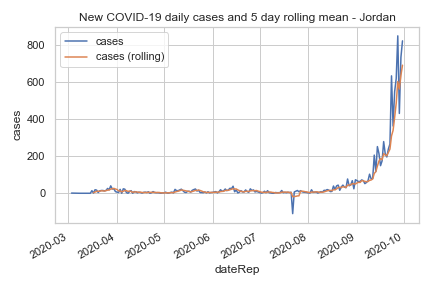 New COVID-19 daily cases and 5 day rolling mean - Jordan
cases
cases (rolling)
800
600
400
200
0
cases
2020-03
2020-04
2020-05
2020-06
2020-07
2020-08
2020-09
2020-10
dateRep